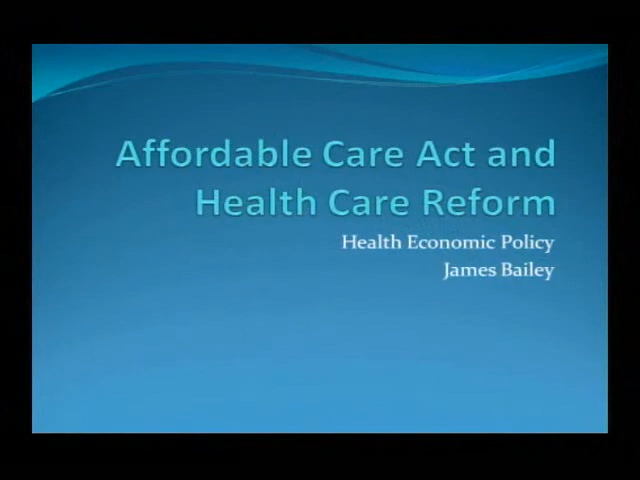 Affordable Care Act and
Health Care Reform
Health Economic Policy
James Bailey